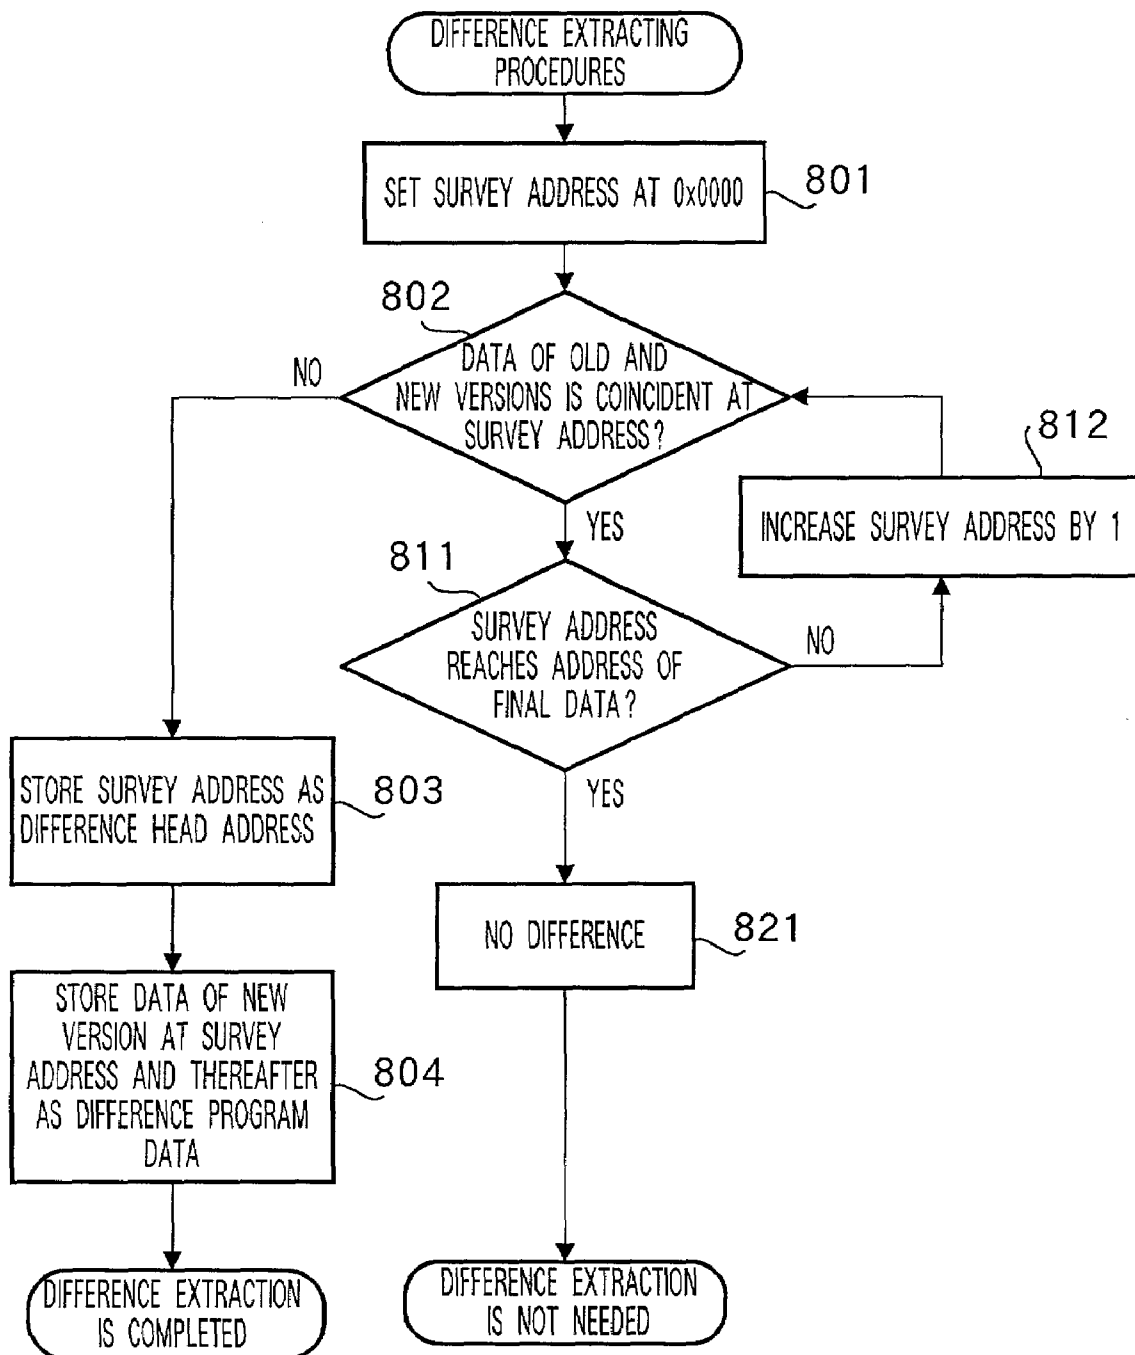 DIFFERENCE EXTRACTING
PROCEDURES
SET SURVEY ADDRESS AT 0x0000
801
802
DATA OF OLD AND
NEW VERSIONS IS COINCIDENT AT
SURVEY ADDRESS?
NO
812
INCREASE SURVEY ADDRESS BY 1
YES
811
SURVEY ADDRESS
REACHES ADDRESS OF
FINAL DATA?
NO
YES
STORE SURVEY ADDRESS AS
DIFFERENCE HEAD ADDRESS
803
NO DIFFERENCE
821
STORE DATA OF NEW
VERSION AT SURVEY
ADDRESS AND THEREAFTER
AS DIFFERENCE PROGRAM
DATA
804
DIFFERENCE EXTRACTION
IS COMPLETED
DIFFERENCE EXTRACTION
IS NOT NEEDED